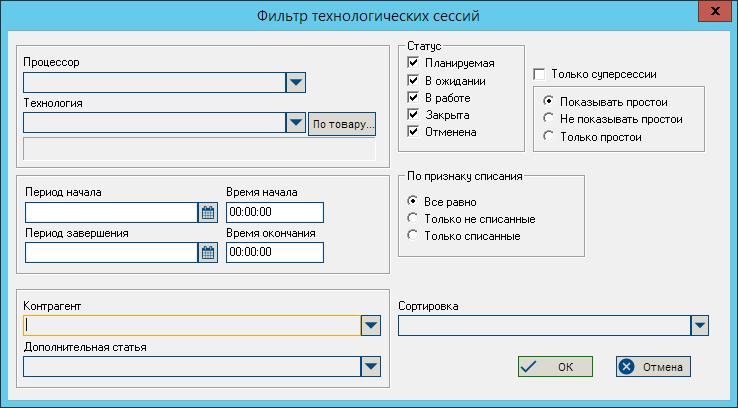 Фильтр технологических сессий
Процессор
Технология
По товару...
Статус
Планируемая
В ожидании
В работе
Закрыта
Отменена
Только суперсессии
Показывать простои
Не показывать простои
Только простои
Период начала
Время начала
00:00:00
Период завершения
Время окончания
00:00:00
По признаку списания
Все равно
Только не списанные
Только списанные
Контрагент
Дополнительная статья
Сортировка
ОК
Отмена